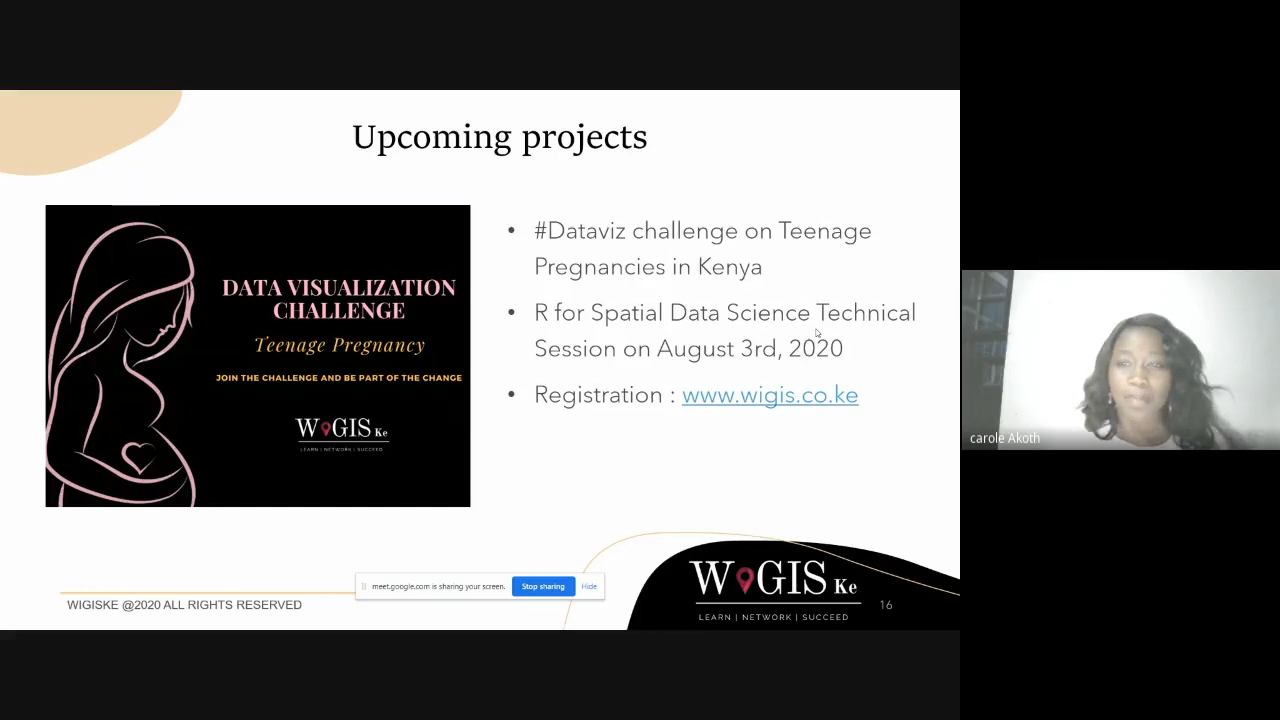 Upcoming projects
DATA VISUALIZATION
CHALLENGE
Teenage Pregnancy
JOIN THE CHALLENGE AND BE PART OF THE CHANGE
WGIS Ke
LEARN | NETWORK | SUCCEED
• #Dataviz challenge on Teenage
Pregnancies in Kenya
• R for Spatial Data Science Technical
Session on August 3rd, 2020
• Registration : www.wigis.co.ke
carole Akoth
meet.google.com is sharing your screen. Stop sharing Hide
WIGISKE @2020 ALL RIGHTS RESERVED
WGIS Ke
LEARN | NETWORK | SUCCEED
16